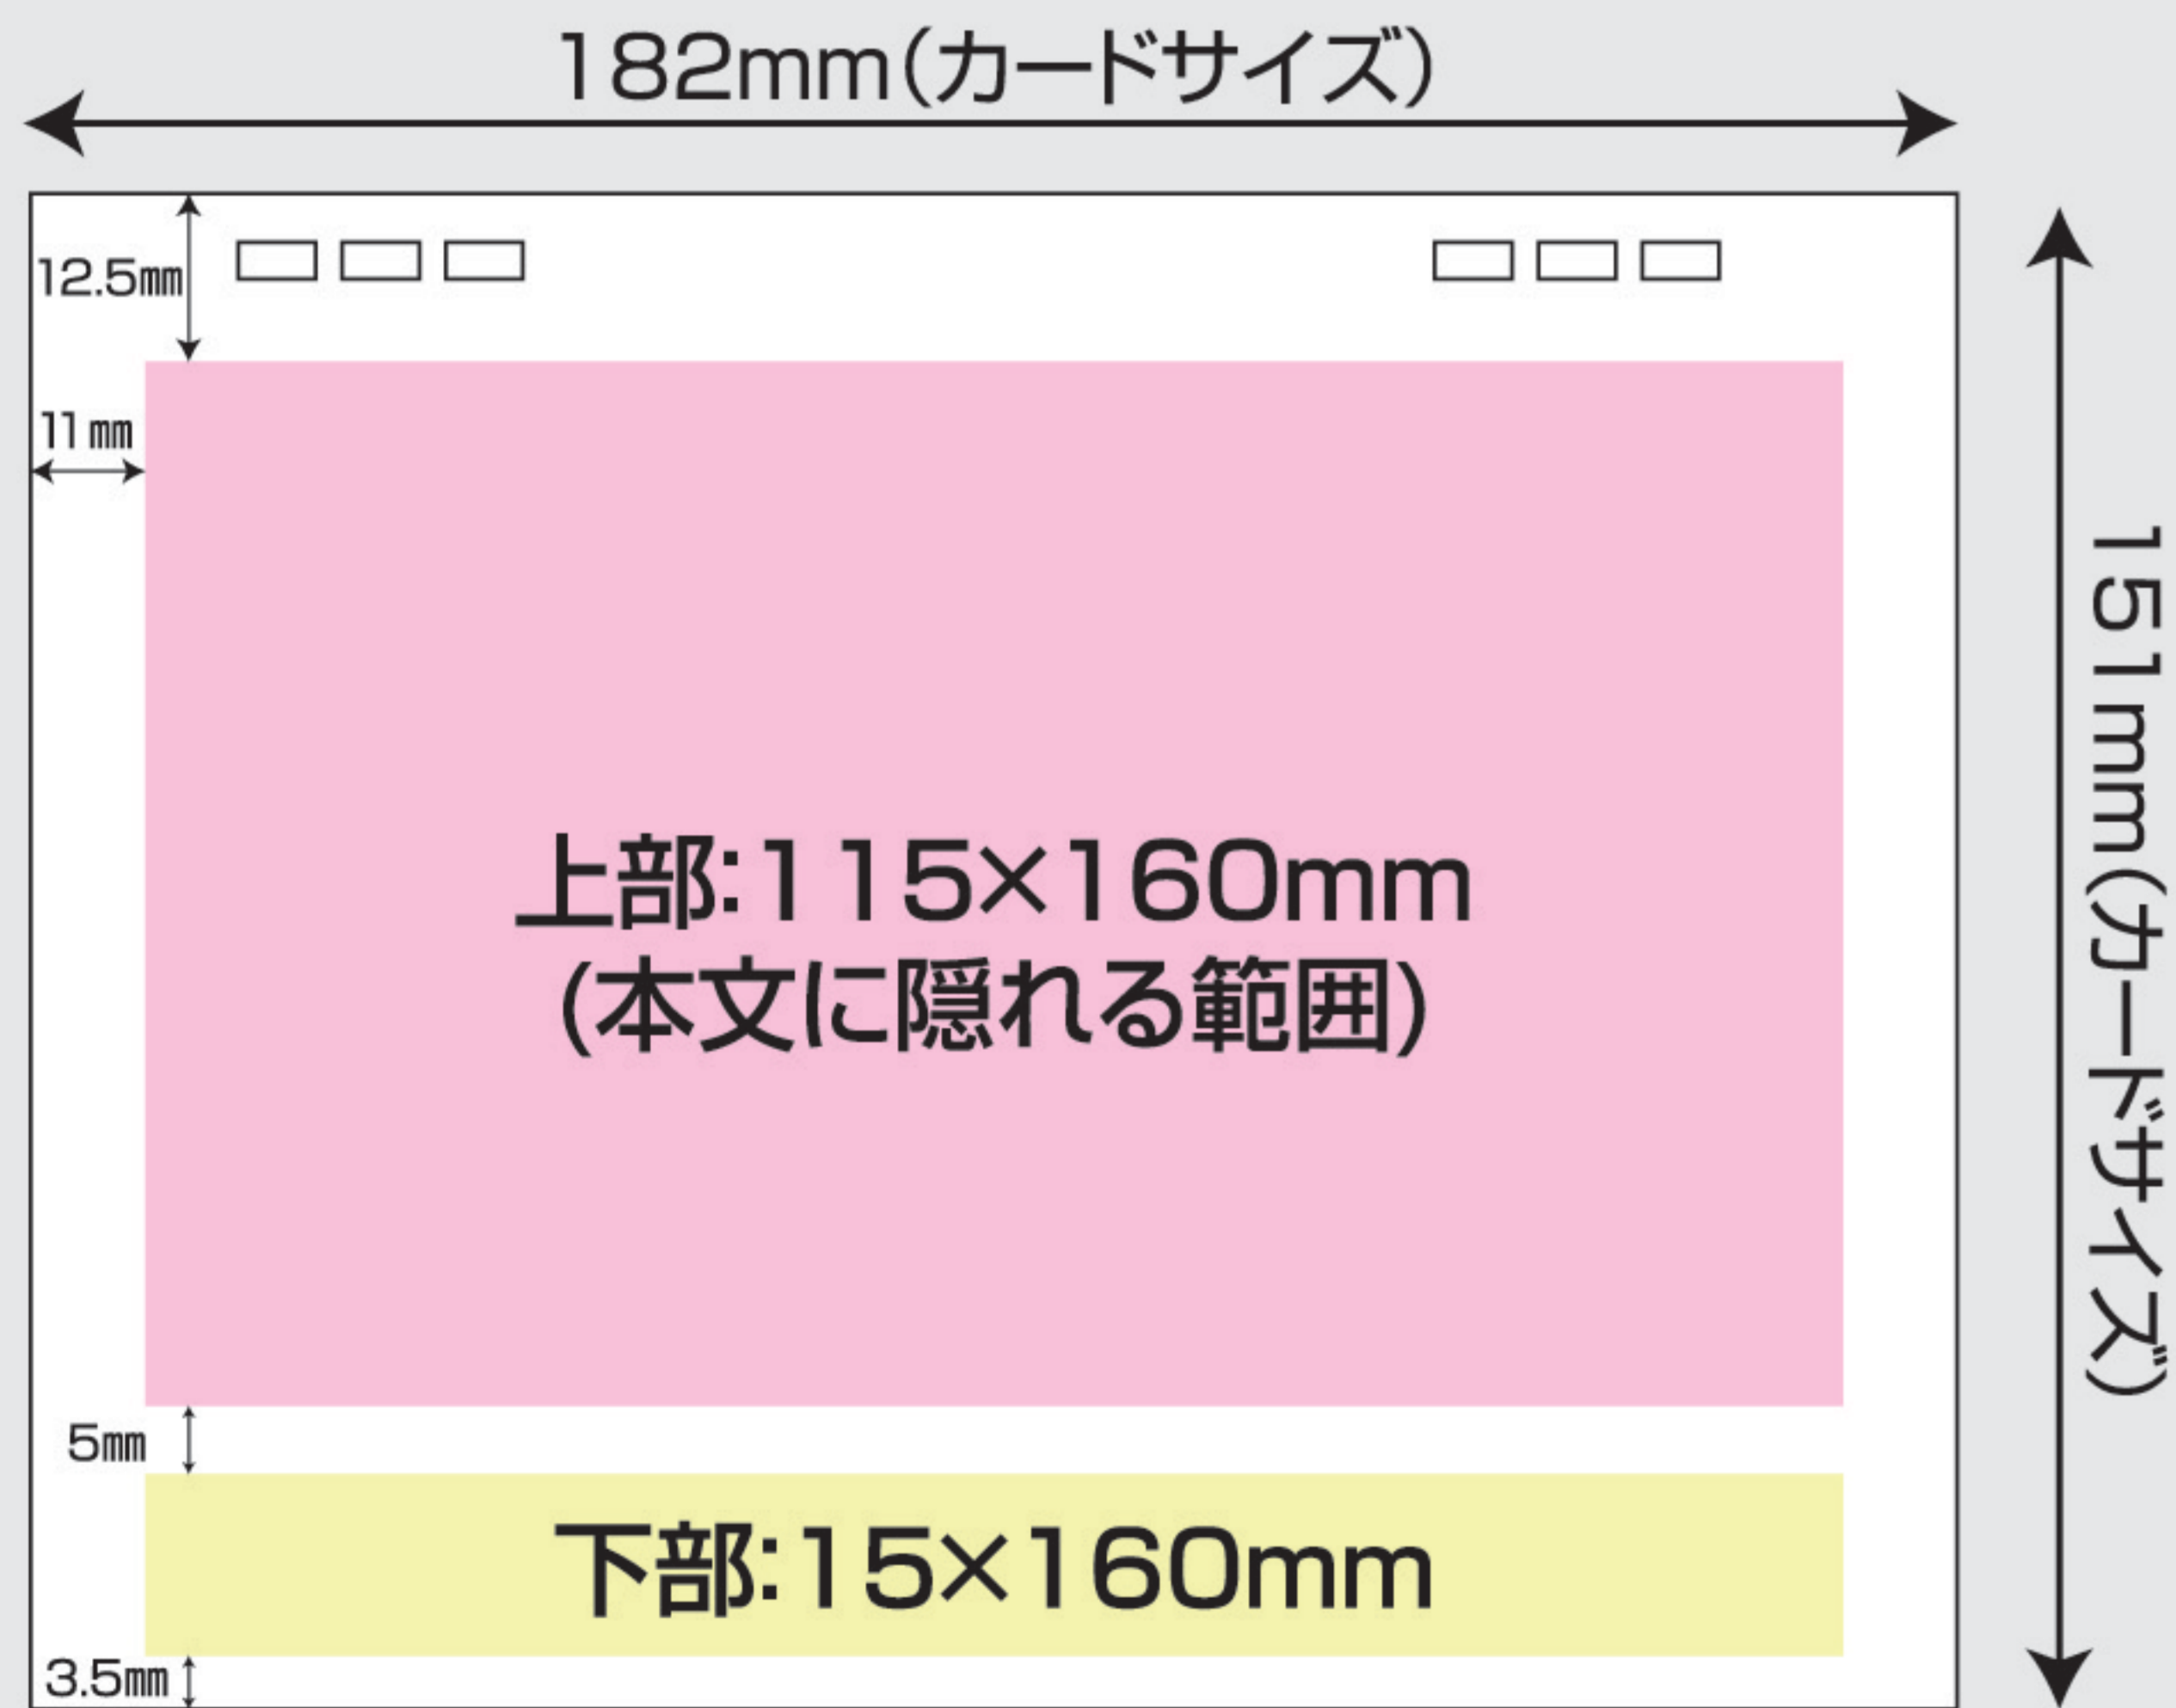 182mm(カードサイズ)
12.5㎜
11㎜
151mm(カードサイズ)
上部:115×160mm
(本文に隠れる範囲)
5㎜
下部:15×160mm
3.5㎜